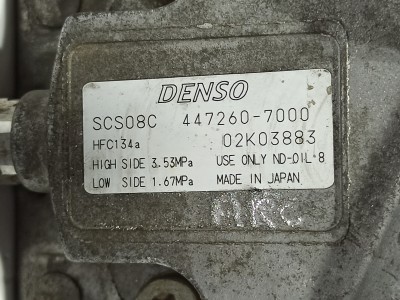 DENSO
SCS08C 447260-7000
HFC134a 02K03883
HIGH SIDE 3.53MPa USE ONLY ND-OIL 8
LOW SIDE 1.67MPa MADE IN JAPAN